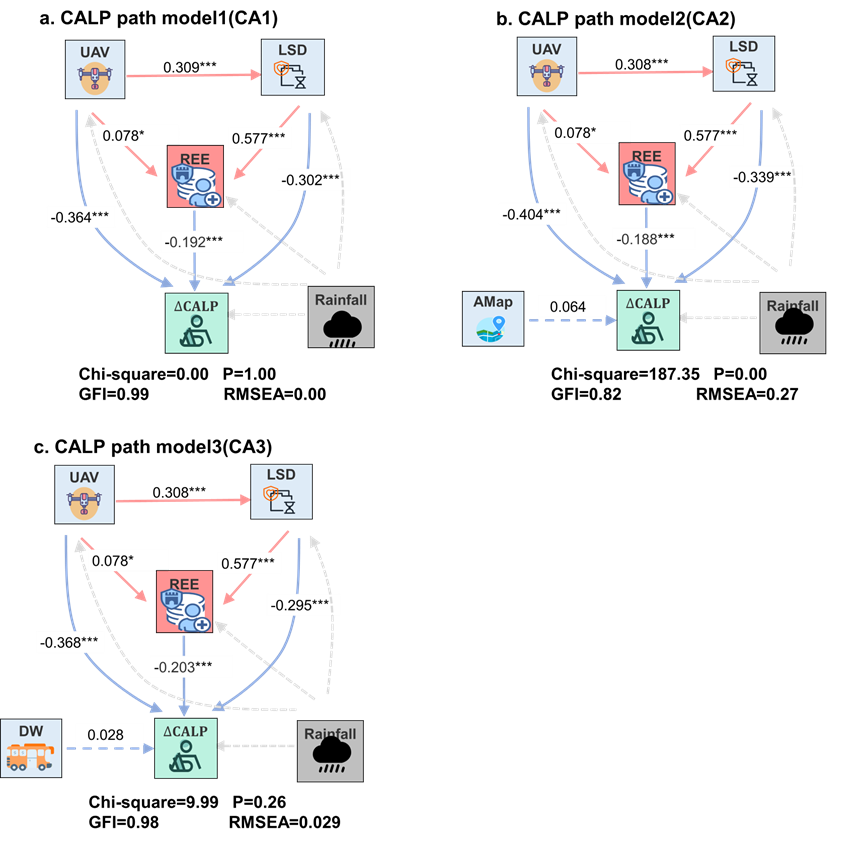 a. CALP path model1(CA1)
UAV
LSD
0.309***
0.078*
0.577***
REE
-0.302***
-0.364***
-0.192***
ΔCALP
Rainfall
Chi-square=0.00 P=1.00
GFI=0.99 RMSEA=0.00
b. CALP path model2(CA2)
UAV
LSD
0.308***
0.078*
0.577***
REE
-0.339***
-0.404***
-0.188***
AMap
0.064
ΔCALP
Rainfall
Chi-square=187.35 P=0.00
GFI=0.82 RMSEA=0.27
c. CALP path model3(CA3)
UAV
LSD
0.308***
0.078*
0.577***
REE
-0.295***
-0.368***
-0.203***
DW
0.028
ΔCALP
Rainfall
Chi-square=9.99 P=0.26
GFI=0.98 RMSEA=0.029